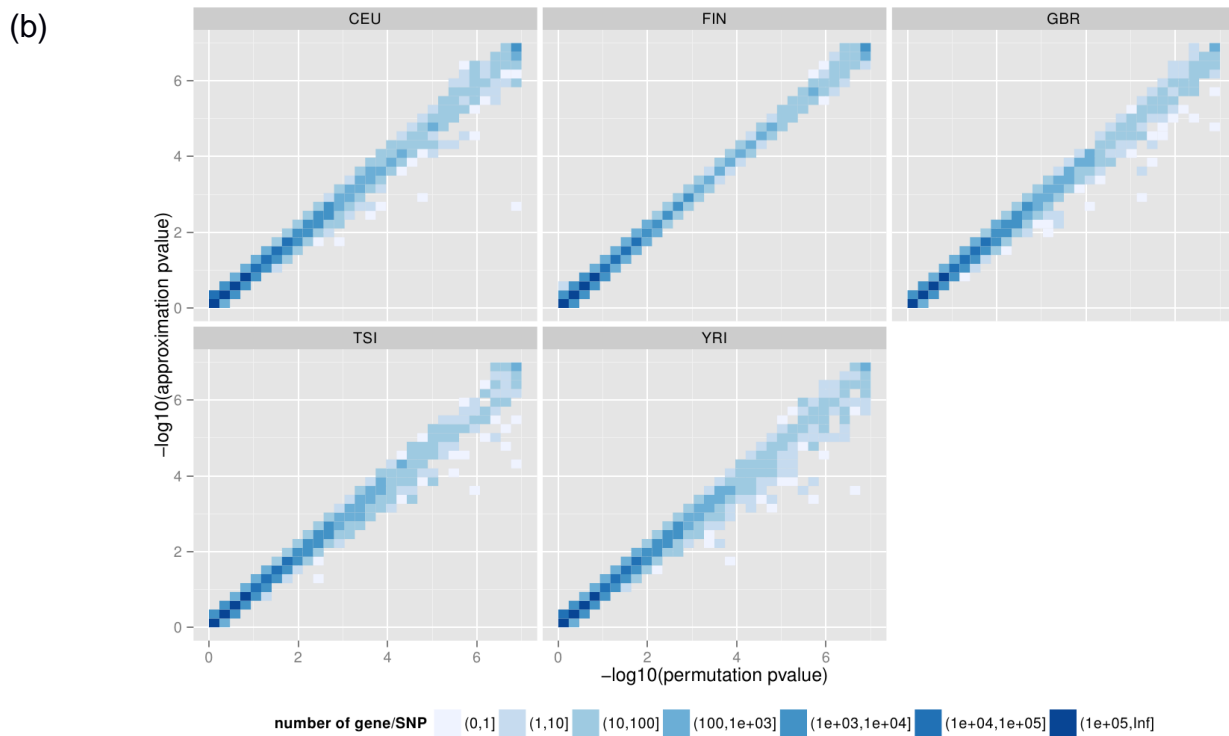 (b)
CEU FIN GBR
6
4
2
0
TSI YRI
6
4
2
0
−log10(approximation pvalue)
0 2 4 6 0 2 4 6
−log10(permutation pvalue)
number of gene/SNP (0,1] (1,10] (10,100] (100,1e+03] (1e+03,1e+04] (1e+04,1e+05] (1e+05,Inf]